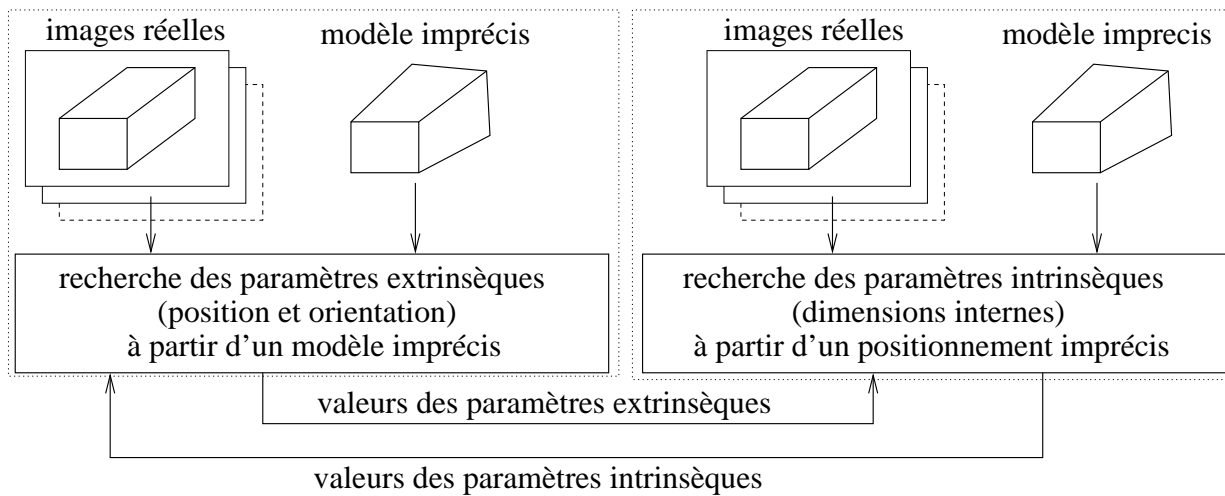 images réelles
modèle imprécis
recherche des paramètres extrinsèques
(position et orientation)
à partir d'un modèle imprécis
images réelles
modèle imprecis
recherche des paramètres intrinsèques
(dimensions internes)
à partir d'un positionnement imprécis
valeurs des paramètres extrinsèques
valeurs des paramètres intrinsèques